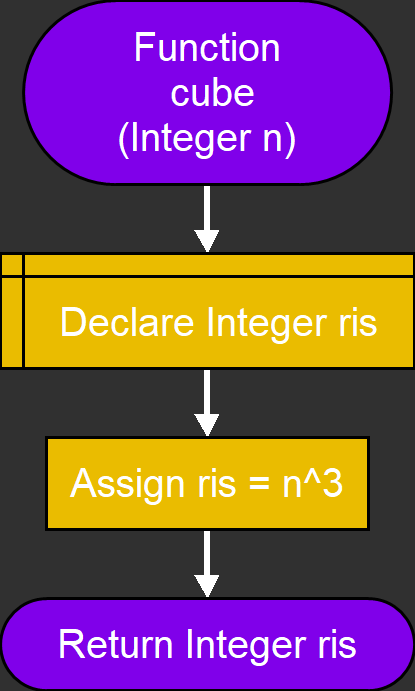 Function
cube
(Integer n)
Declare Integer ris
Assign ris = n^3
Return Integer ris